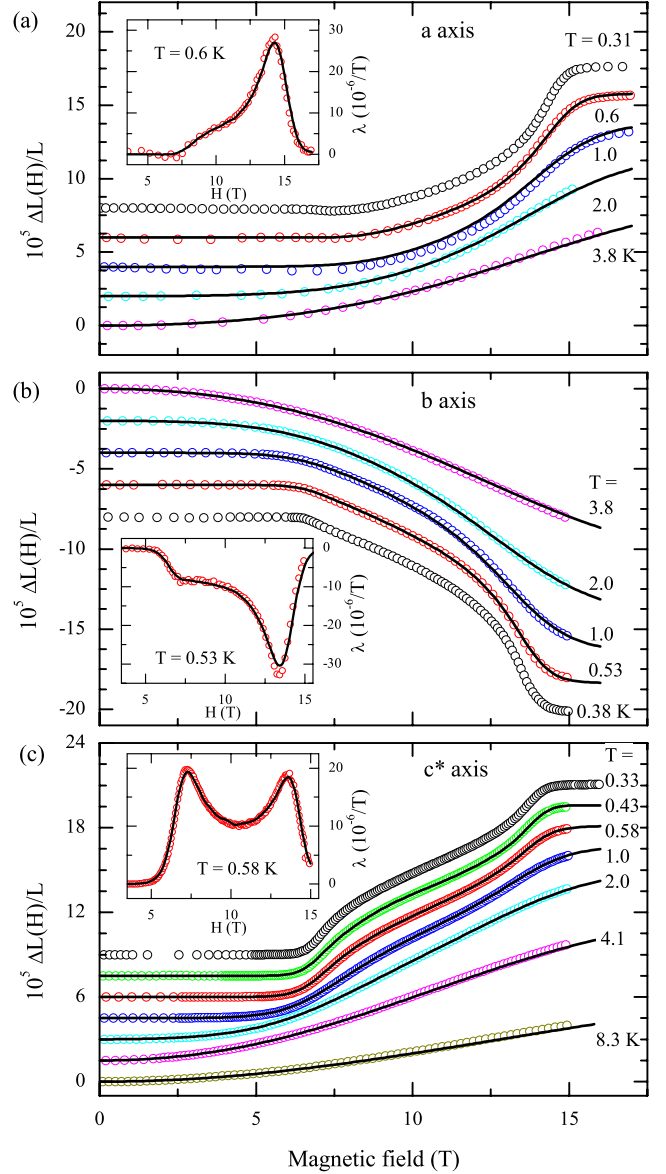 (a)
20
15
10
5
0
10⁵ ΔL(H)/L
a axis
T = 0.31
0.6
1.0
2.0
3.8 K
T = 0.6 K
30
20
10
0
λ (10⁻⁶/T)
5
10
15
H (T)
(b)
0
-5
-10
-15
-20
10⁵ ΔL(H)/L
b axis
T =
3.8
2.0
1.0
0.53
0.38 K
5
10
15
H (T)
0
-10
-20
-30
λ (10⁻⁶/T)
T = 0.53 K
(c)
24
18
12
6
0
10⁵ ΔL(H)/L
c* axis
T =
0.33
0.43
0.58
1.0
2.0
4.1
8.3 K
20
10
0
λ (10⁻⁶/T)
T = 0.58 K
5
10
15
H (T)
0
5
10
15
Magnetic field (T)